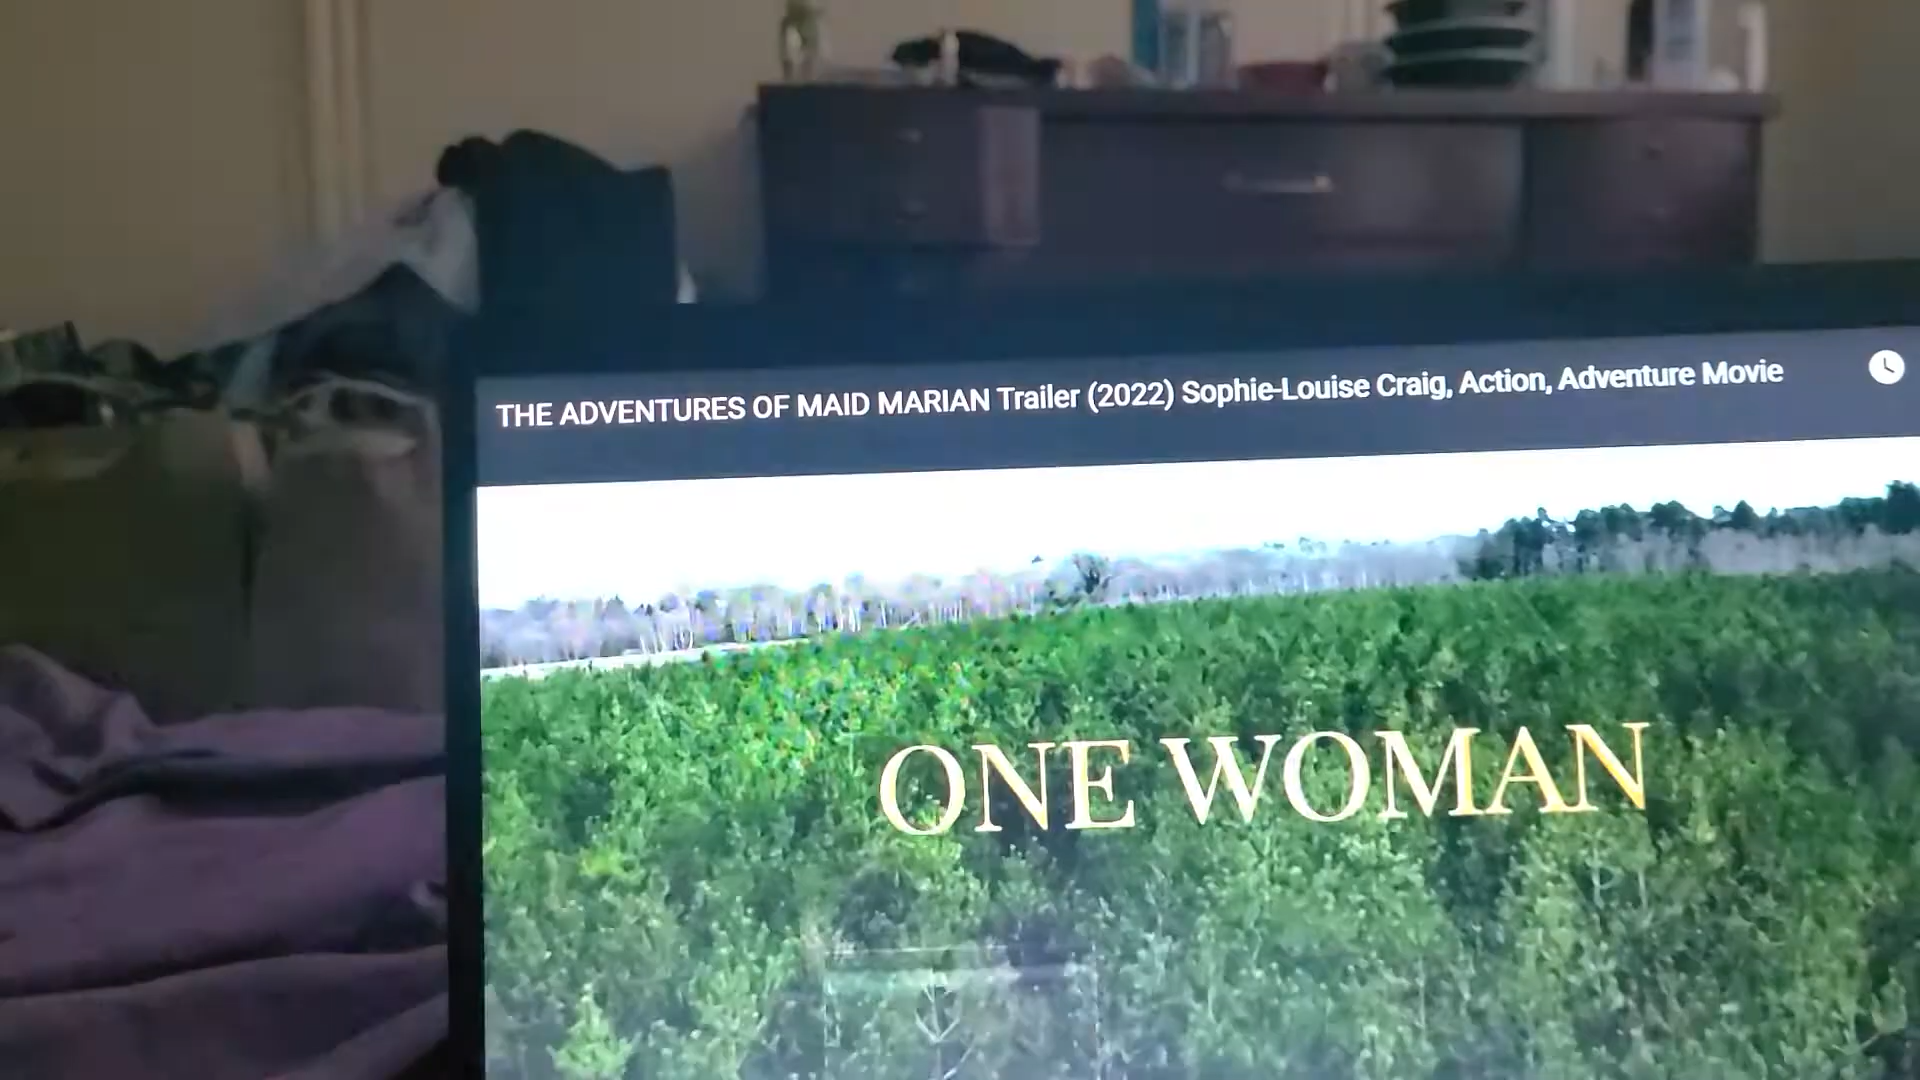 THE ADVENTURES OF MAID MARIAN Trailer (2022) Sophie-Louise Craig, Action, Adventure Movie
ONE WOMAN